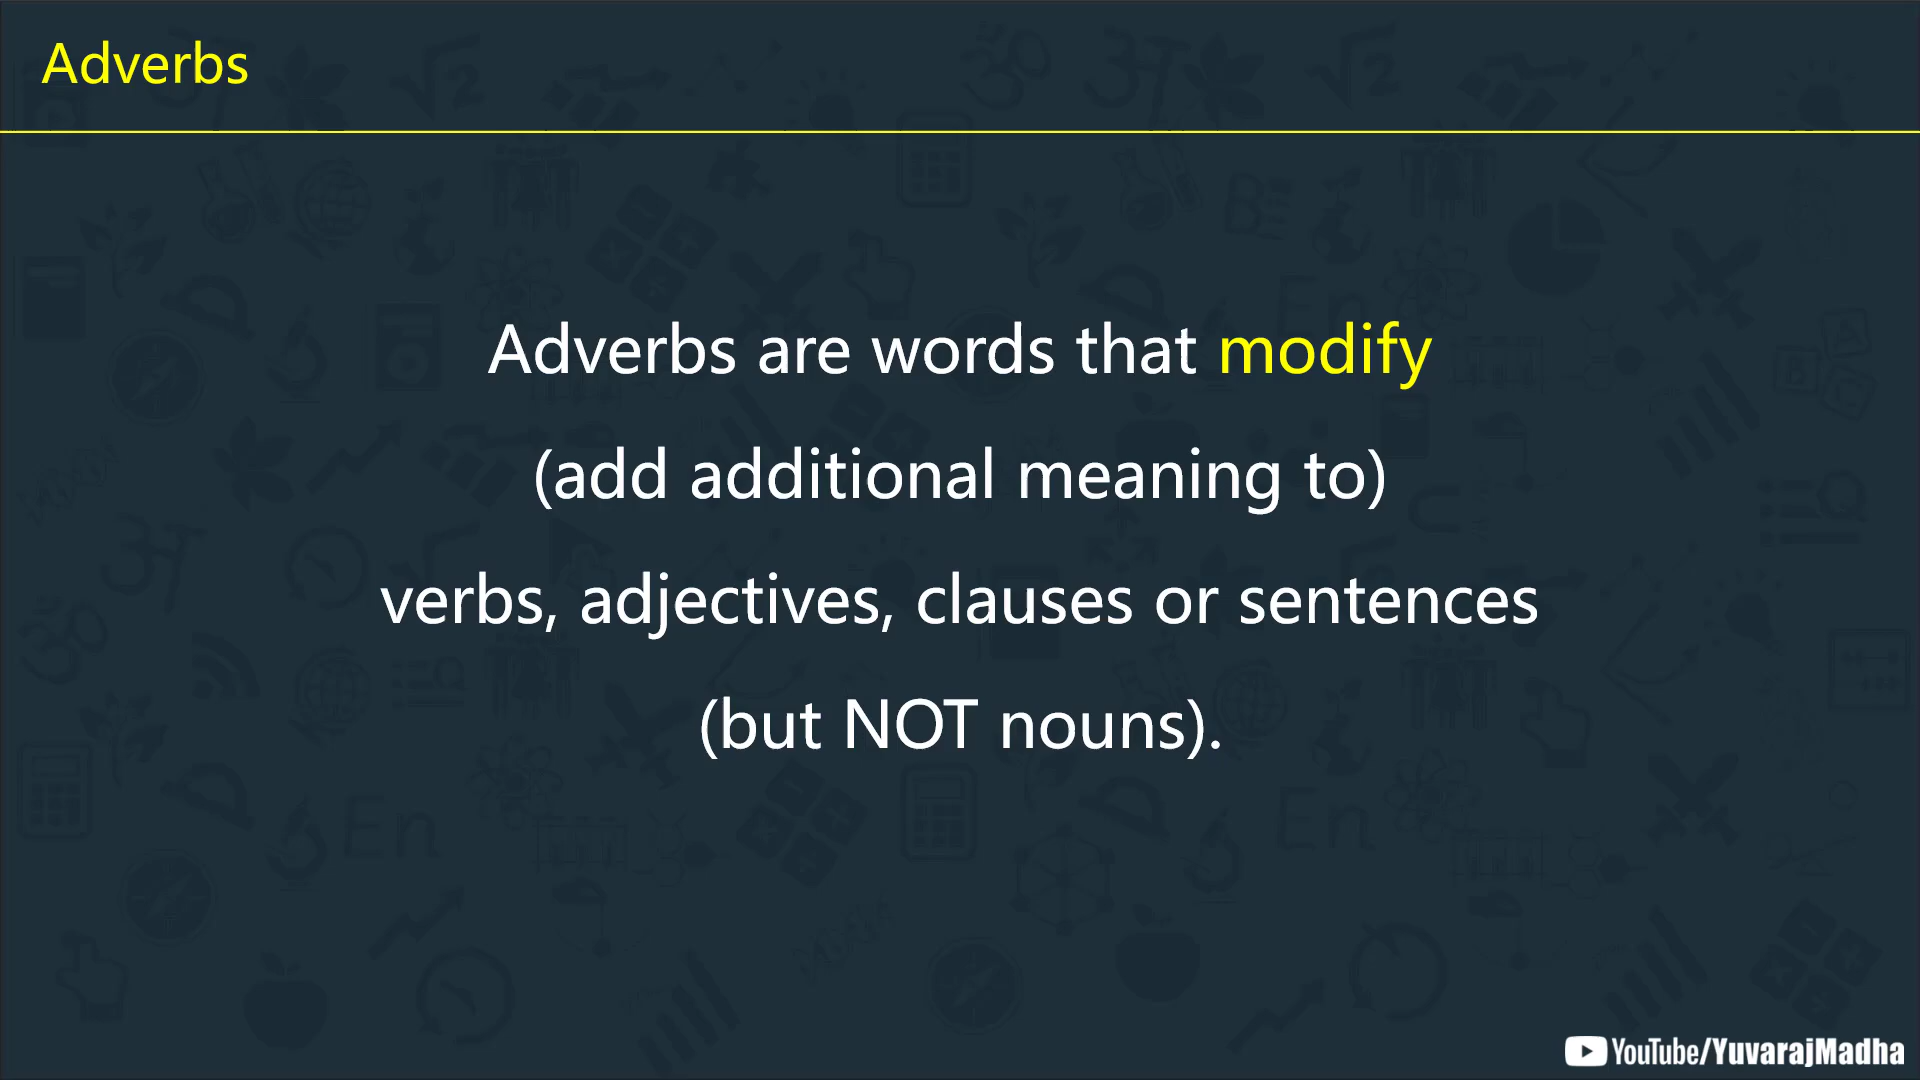 Adverbs
Adverbs are words that modify
(add additional meaning to)
verbs, adjectives, clauses or sentences
(but NOT nouns).
YouTube/YuvarajMadha